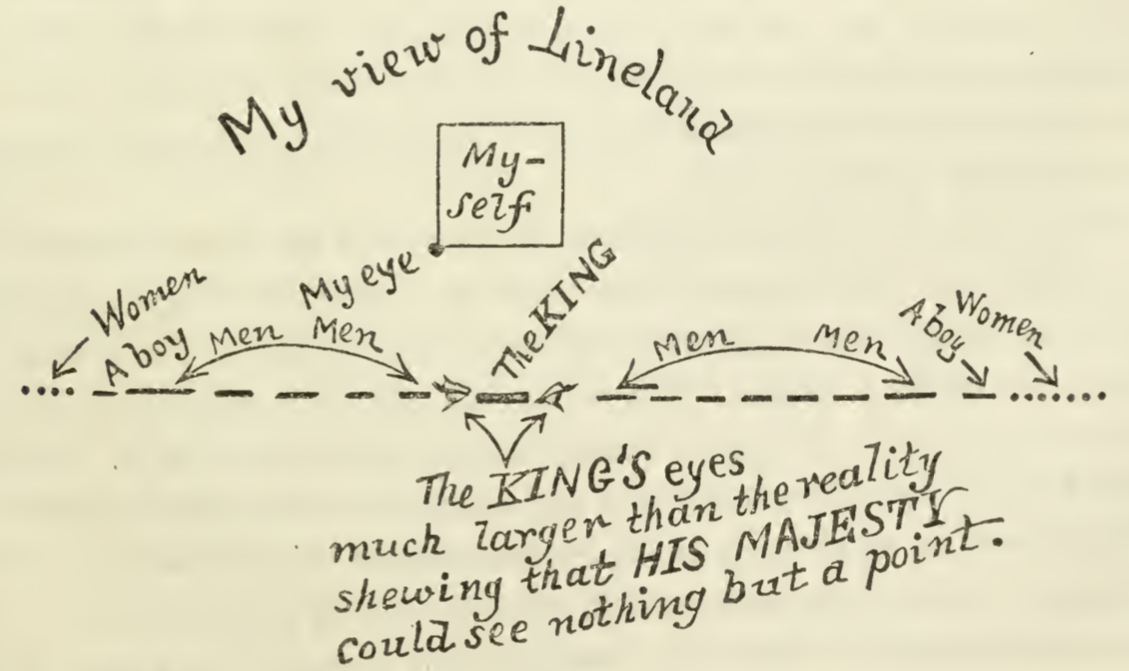 My view of Lineland
My-
self
My eye
The KING
Women
A boy
Men
Men
Men
Men
A boy
Women
The KING'S eyes
much larger than the reality
shewing that HIS MAJESTY
could see nothing but a point.